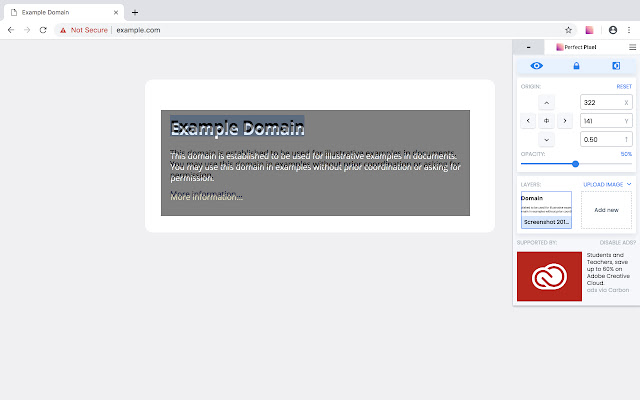 Example Domain
Not Secure
example.com
Perfect Pixel
ORIGIN:
RESET
322 X
141 Y
0.50 T
OPACITY:
50%
LAYERS:
UPLOAD IMAGE
Domain
Screenshot 201...
Add new
SUPPORTED BY:
DISABLE ADS?
Students and
Teachers, save
up to 60% on
Adobe Creative
Cloud.
ads via Carbon
Example Domain
This domain is established to be used for illustrative examples in documents.
You may use this domain in examples without prior coordination or asking for
permission.
More information...